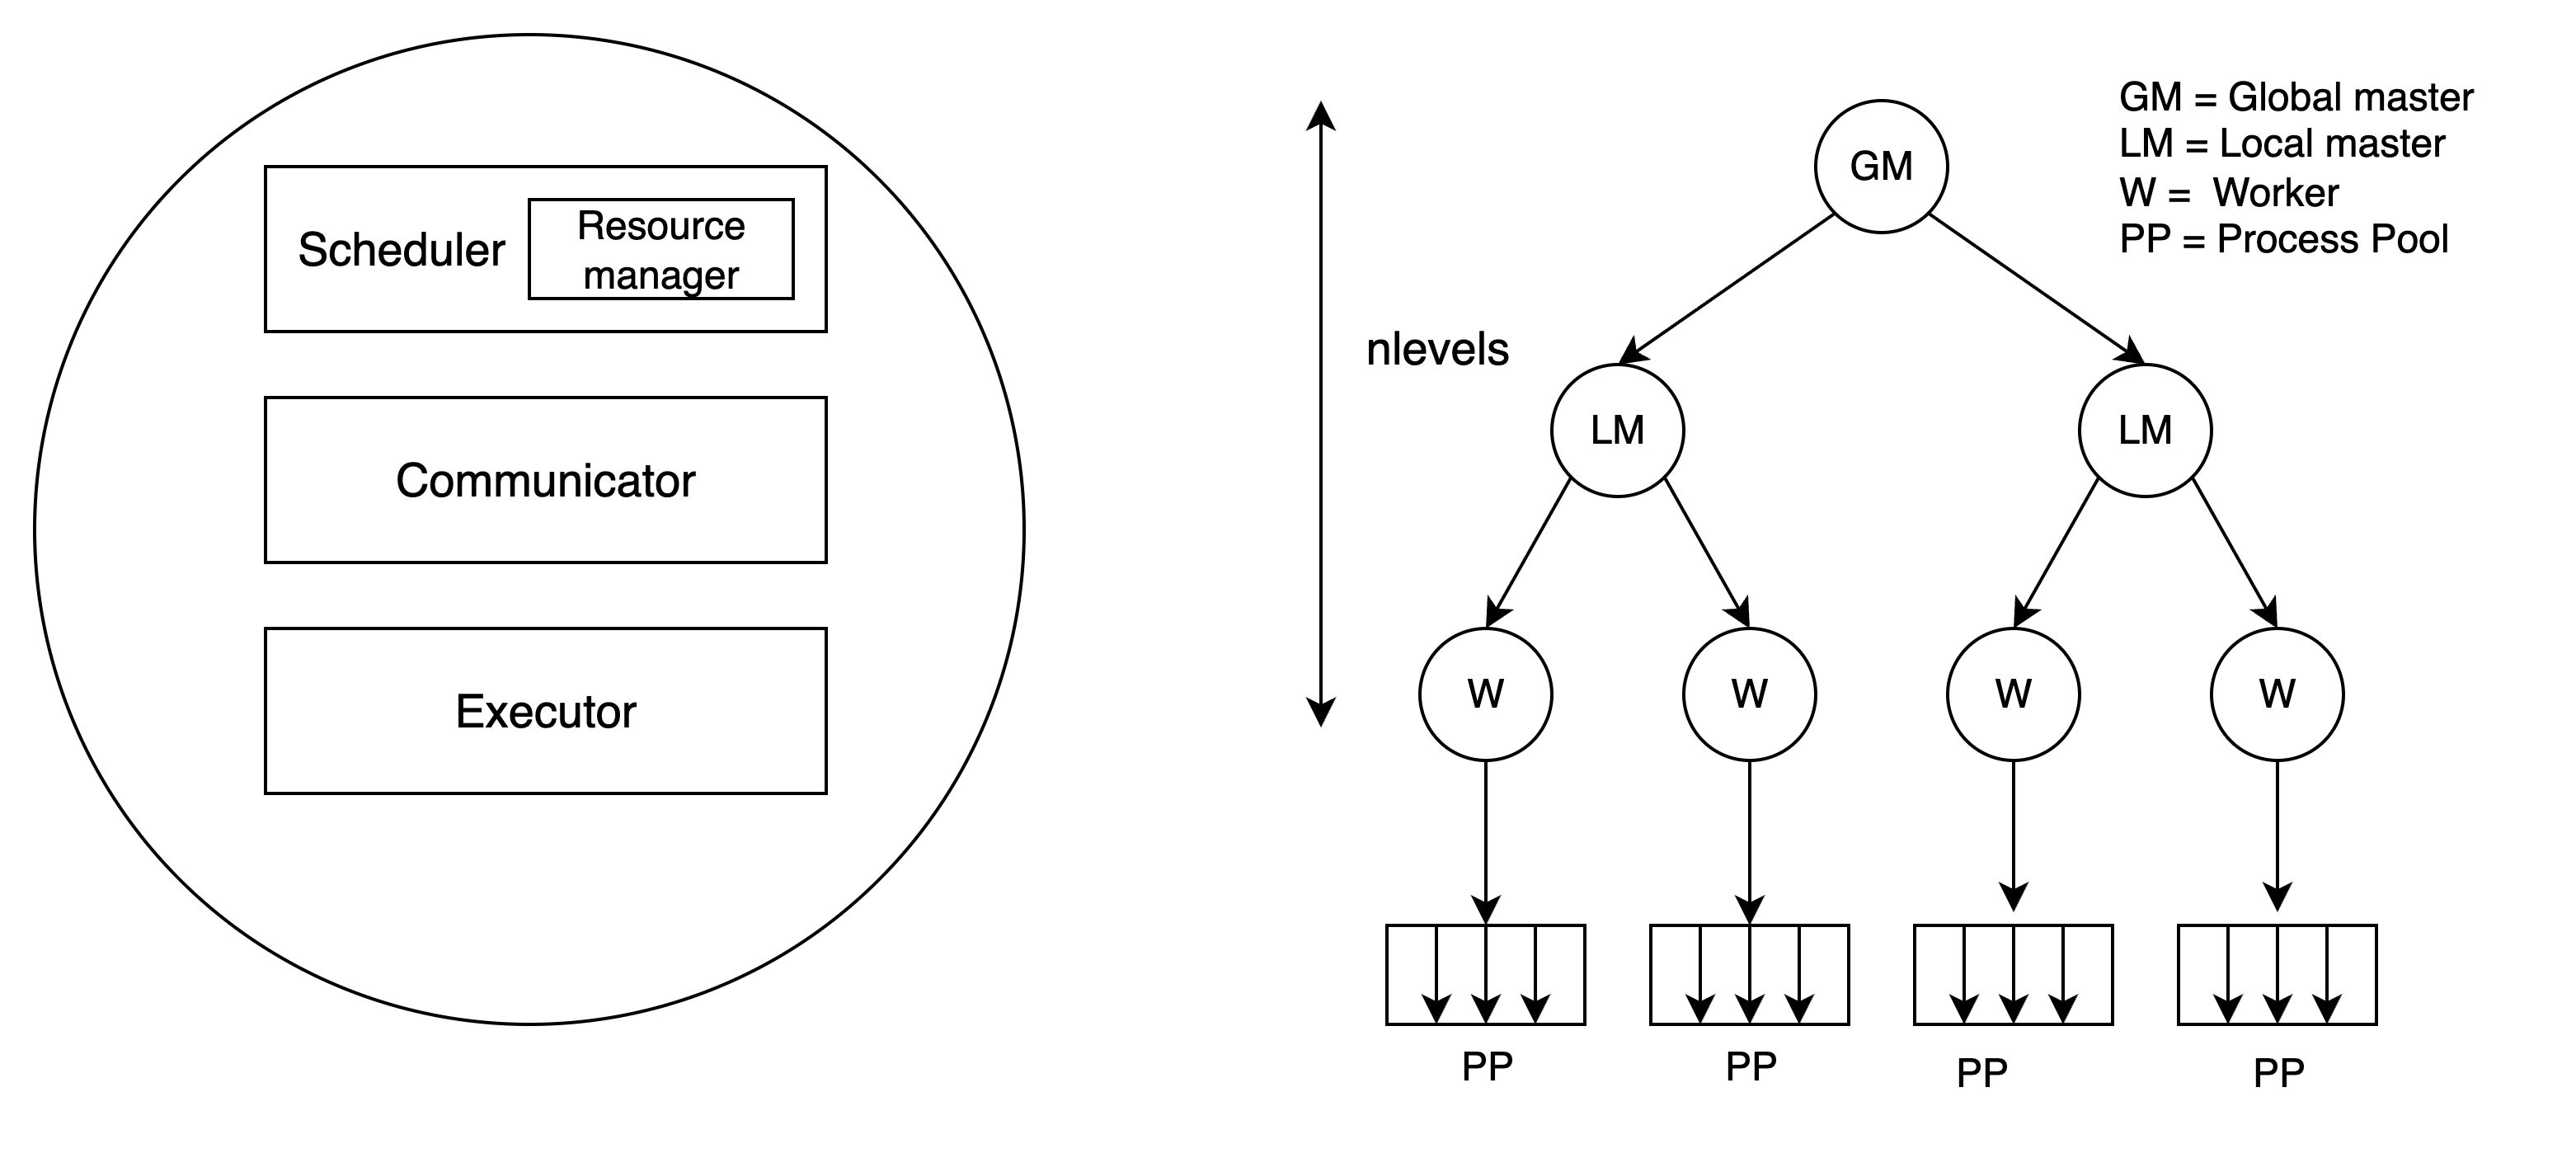 Scheduler
Resource
manager
Communicator
Executor
nlevels
GM
LM
LM
W
W
W
W
PP
PP
PP
PP
GM = Global master
LM = Local master
W =  Worker
PP = Process Pool